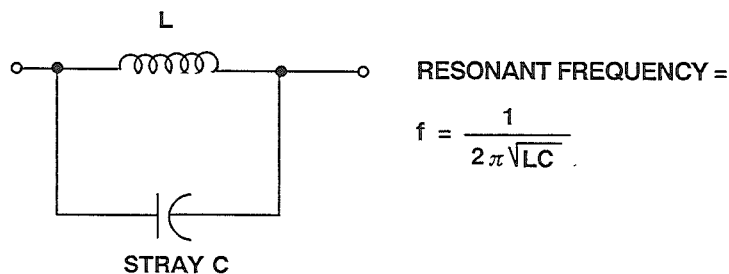 L
RESONANT FREQUENCY =
f = 1 / 2π√LC
STRAY C